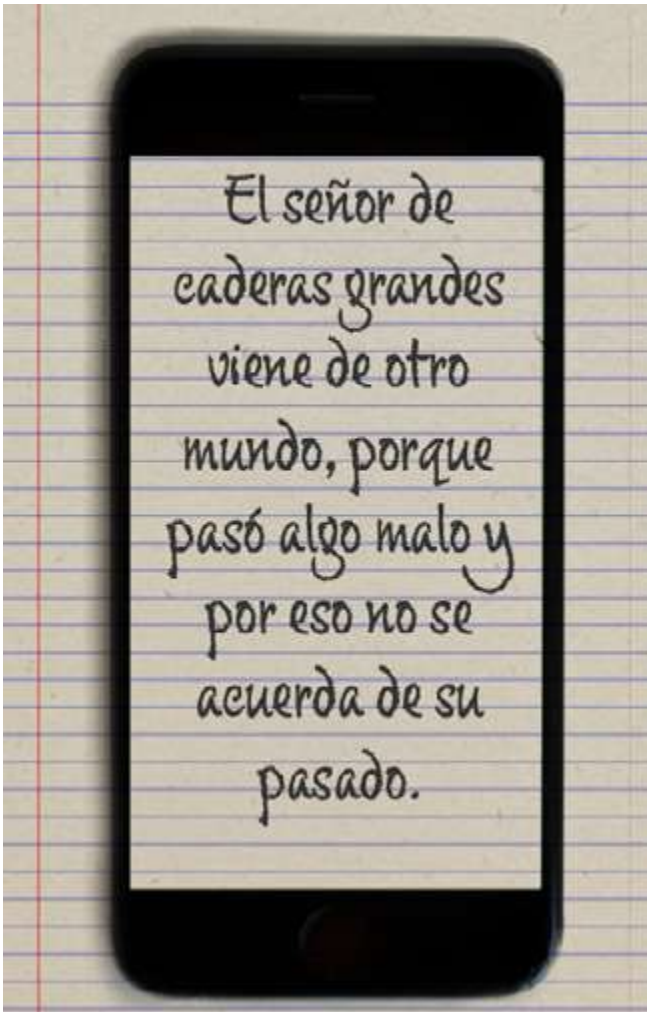 El señor de
caderas grandes
viene de otro
mundo, porque
pasó algo malo y
por eso no se
acuerda de su
pasado.